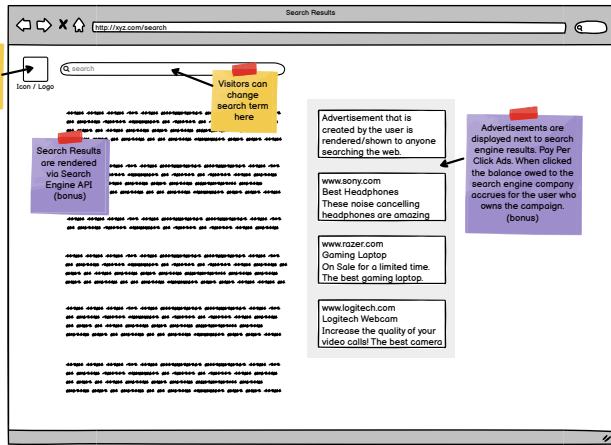 Search Results
http://xyz.com/search
search
Icon / Logo
Visitors can
change
search term
here
Search Results
are rendered
via Search
Engine API
(bonus)
Advertisement that is
created by the user is
rendered/shown to anyone
searching the web.
www.sony.com
Best Headphones
These noise cancelling
headphones are amazing
www.razer.com
Gaming Laptop
On Sale for a limited time.
The best gaming laptop.
www.logitech.com
Logitech Webcam
Increase the quality of your
video calls! The best camera
Advertisements are
displayed next to search
engine results. Pay Per
Click Ads. When clicked
the balance owed to the
search engine company
accrues for the user who
owns the campaign.
(bonus)